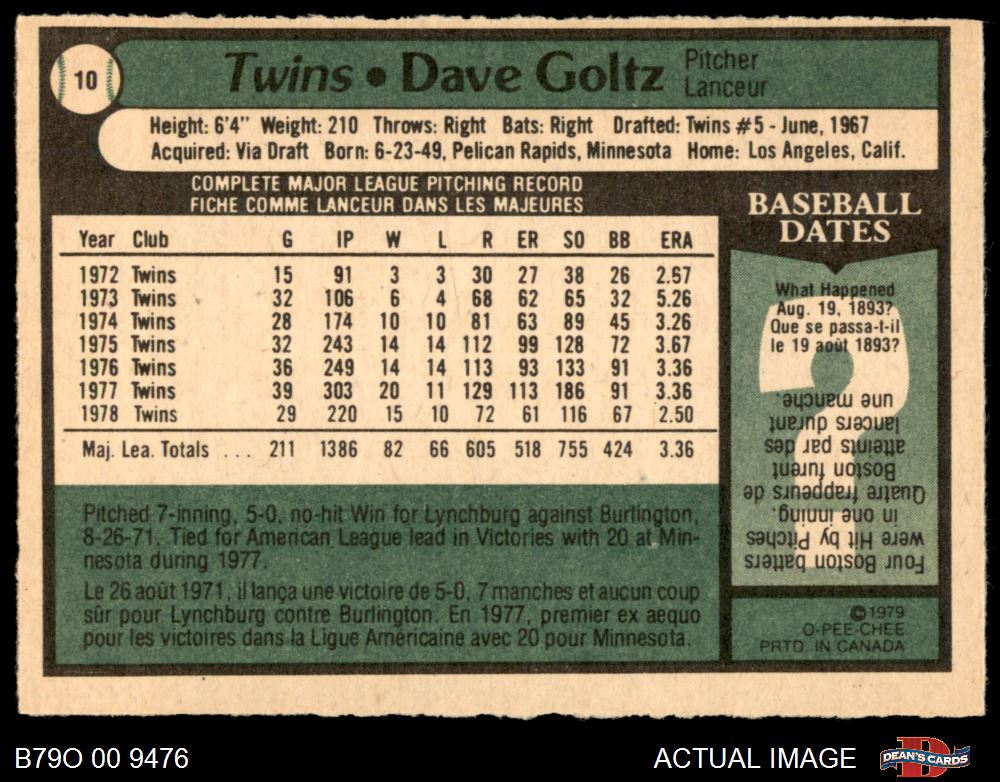 10
Twins • Dave Goltz
Pitcher
Lanceur
Height: 6'4" Weight: 210 Throws: Right Bats: Right Drafted: Twins #5 - June, 1967
Acquired: Via Draft Born: 6-23-49, Pelican Rapids, Minnesota Home: Los Angeles, Calif.
COMPLETE MAJOR LEAGUE PITCHING RECORD
FICHE COMME LANCEUR DANS LES MAJEURES
Year Club G IP W L R ER SO BB ERA
1972 Twins 15 91 3 3 30 27 38 26 2.67
1973 Twins 32 106 6 4 68 62 65 32 5.26
1974 Twins 28 174 10 10 81 63 89 45 3.26
1975 Twins 32 243 14 14 112 99 128 72 3.67
1976 Twins 36 249 14 14 113 93 133 91 3.36
1977 Twins 39 303 20 11 129 113 186 91 3.36
1978 Twins 29 220 15 10 72 61 116 67 2.50
Maj. Lea. Totals ... 211 1386 82 66 605 518 755 424 3.36
Pitched 7-inning, 5-0, no-hit Win for Lynchburg against Burlington,
8-26-71. Tied for American League lead in Victories with 20 at Min-
nesota during 1977.
Le 26 août 1971, il lança une victoire de 5-0, 7 manches et aucun coup
sûr pour Lynchburg contre Burlington. En 1977, premier ex aequo
pour les victoires dans la Ligue Américaine avec 20 pour Minnesota.
BASEBALL
DATES
What Happened
Aug. 19, 1893?
Que se passa-t-il
le 19 août 1893?
Four Boston batters
were Hit by Pitches
in one inning.
Quatre frappeurs de
Boston furent
atteints par des
lancers durant
une manche.
©1979
O-PEE-CHEE
PRTD. IN CANADA
B79O 00 9476
ACTUAL IMAGE
DEAN'S CARDS